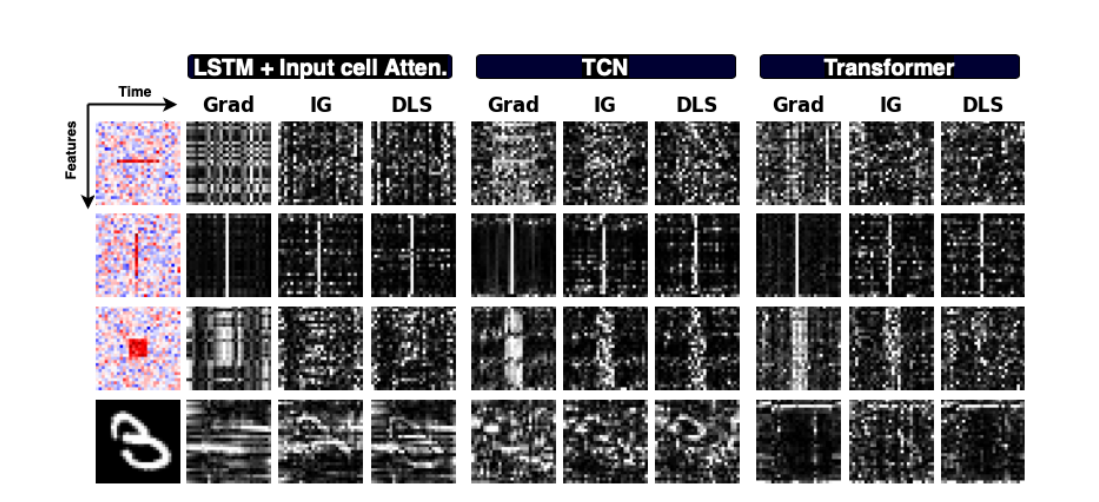 LSTM + Input cell Atten. TCN Transformer
Time
Grad IG DLS Grad IG DLS Grad IG DLS
Features